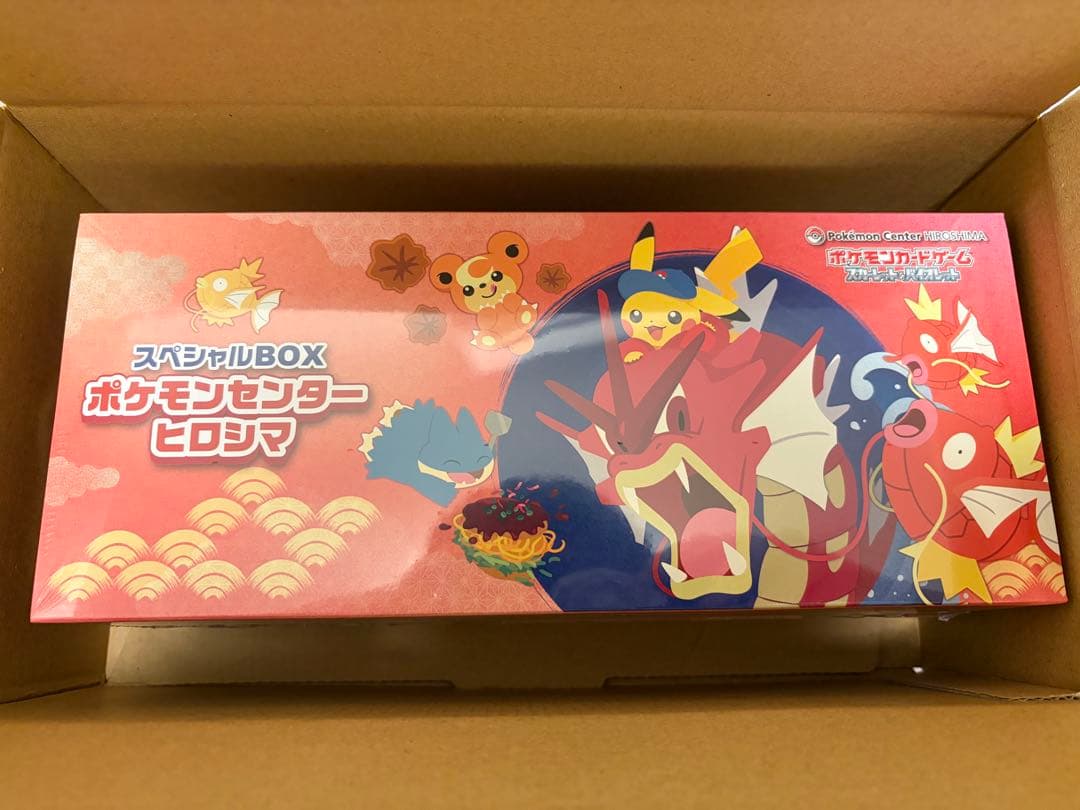 スペシャルBOX
ポケモンセンター
ヒロシマ
Pokémon Center HIROSHIMA
ポケモンカードゲーム
スカーレット&バイオレット